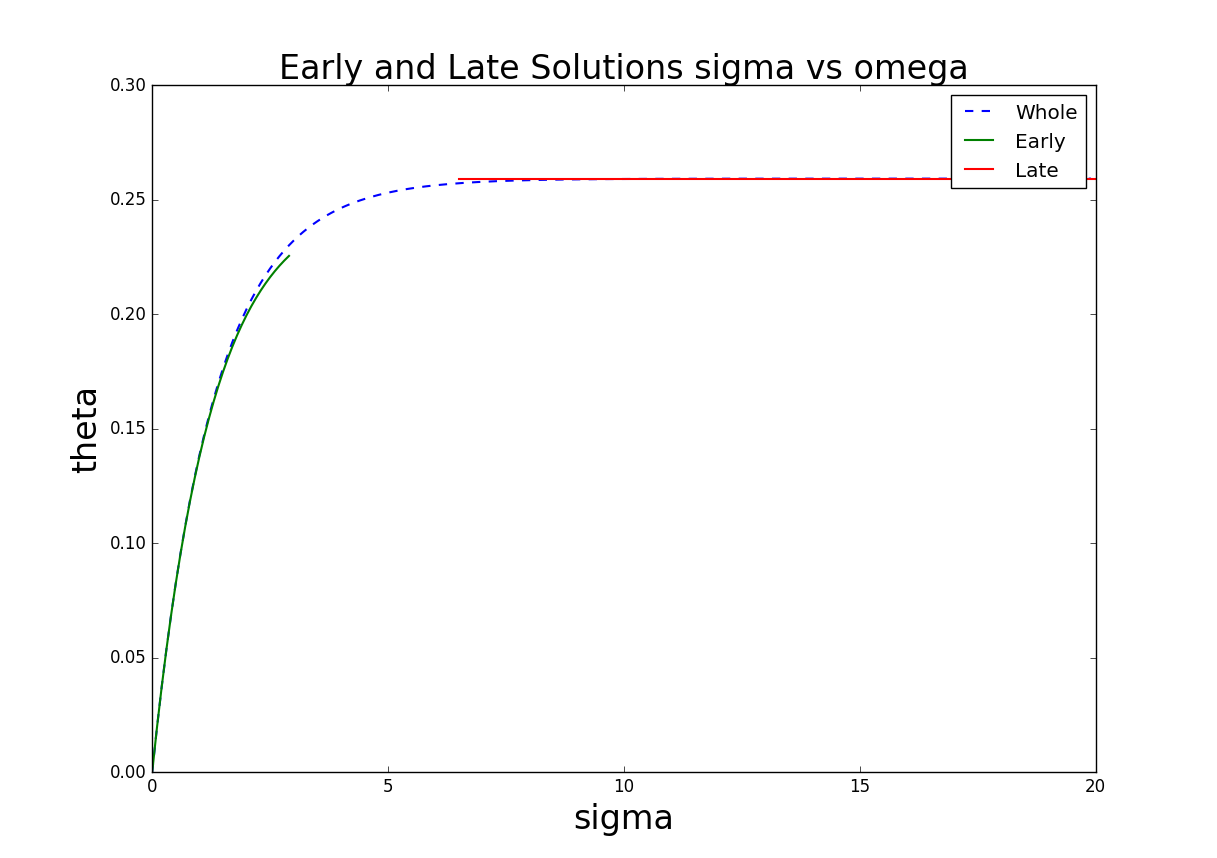 Early and Late Solutions sigma vs omega
0.30
Whole
Early
Late
0.25
0.20
0.15
0.10
0.05
0.00
theta
0 5 10 15 20
sigma